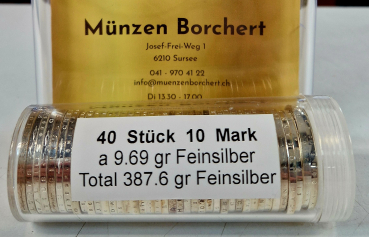 Münzen Borchert
Josef-Frei-Weg 1
6210 Sursee
041 - 970 41 22
info@muenzenborchert.ch
Di 13.30 - 17.00
40 Stück 10 Mark
a 9.69 gr Feinsilber
Total 387.6 gr Feinsilber